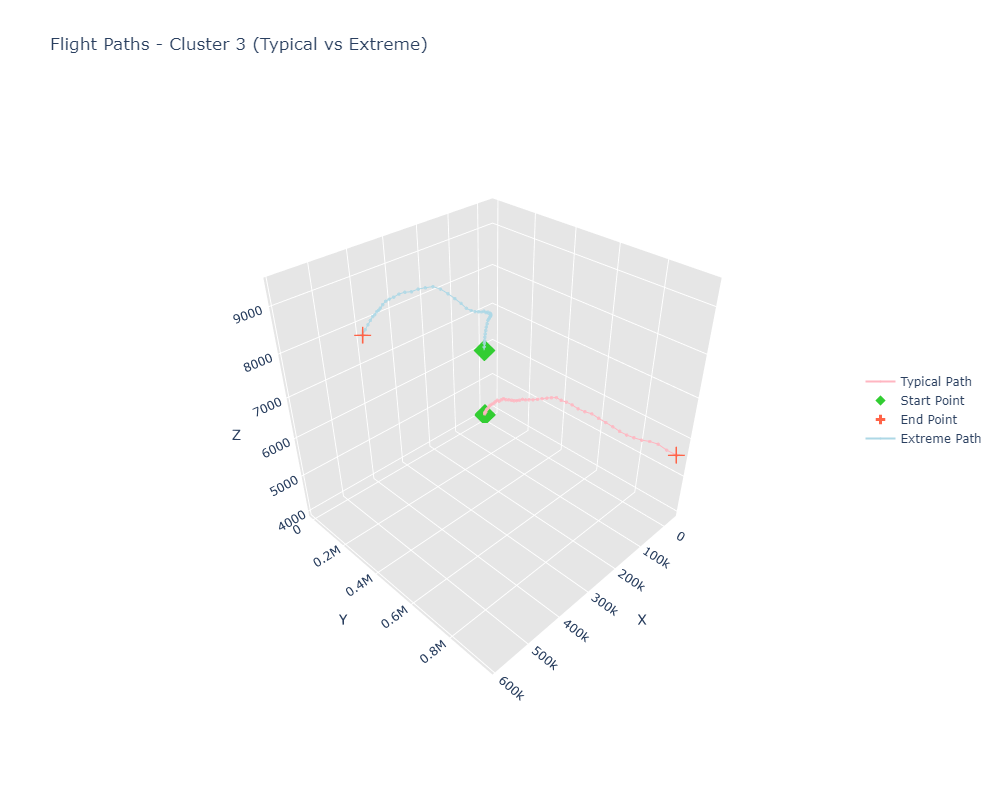 Flight Paths - Cluster 3 (Typical vs Extreme)
9000
8000
7000
6000
5000
4000
Z
0
0.2M
0.4M
0.6M
0.8M
Y
0
100k
200k
300k
400k
500k
600k
X
Typical Path
Start Point
End Point
Extreme Path